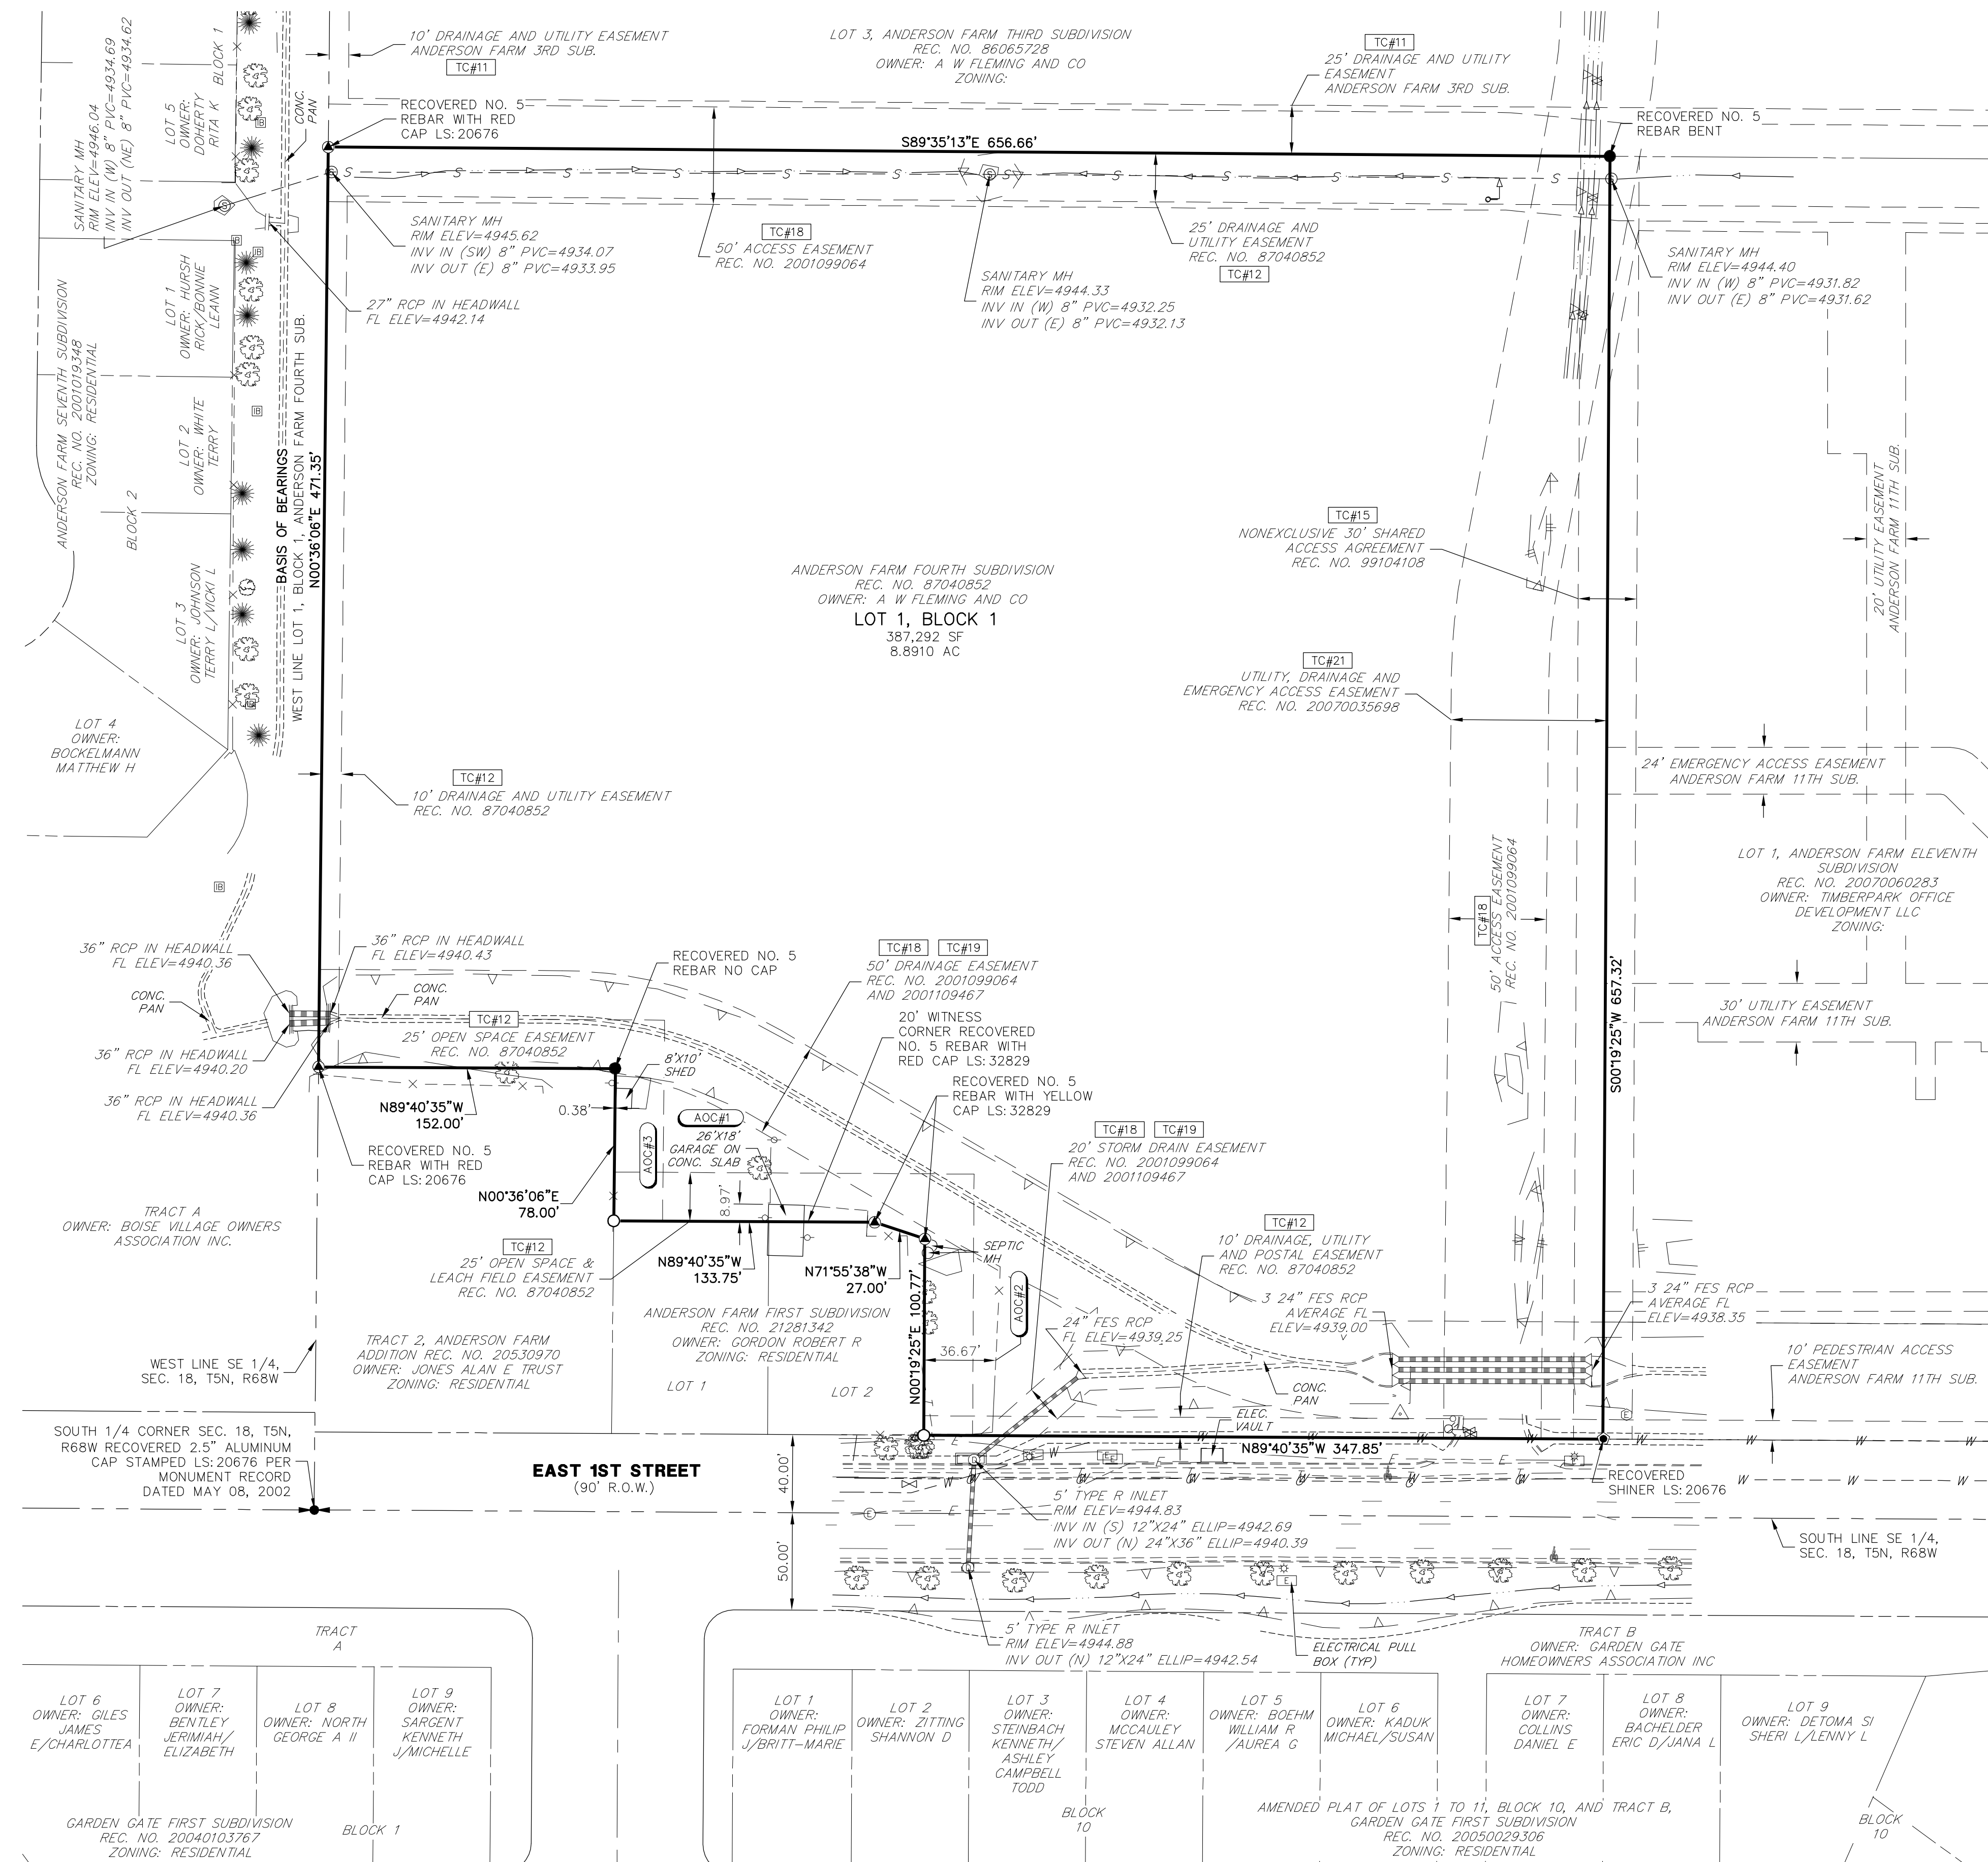 10' DRAINAGE AND UTILITY EASEMENT
ANDERSON FARM 3RD SUB.
TC#11
LOT 3, ANDERSON FARM THIRD SUBDIVISION
REC. NO. 86065728
OWNER: A W FLEMING AND CO
ZONING:
TC#11
25' DRAINAGE AND UTILITY
EASEMENT
ANDERSON FARM 3RD SUB.
SANITARY MH
RIM ELEV=4946.04
INV IN (W) 8" PVC=4934.69
INV OUT (NE) 8" PVC=4934.62
LOT 5
OWNER:
DOHERTY
RITA K
BLOCK 1
CONC.
PAN
RECOVERED NO. 5
REBAR WITH RED
CAP LS: 20676
S89°35'13"E 656.66'
RECOVERED NO. 5
REBAR BENT
SANITARY MH
RIM ELEV=4945.62
INV IN (SW) 8" PVC=4934.07
INV OUT (E) 8" PVC=4933.95
TC#18
50' ACCESS EASEMENT
REC. NO. 2001099064
SANITARY MH
RIM ELEV=4944.33
INV IN (W) 8" PVC=4932.25
INV OUT (E) 8" PVC=4932.13
25' DRAINAGE AND
UTILITY EASEMENT
REC. NO. 87040852
TC#12
SANITARY MH
RIM ELEV=4944.40
INV IN (W) 8" PVC=4931.82
INV OUT (E) 8" PVC=4931.62
27" RCP IN HEADWALL
FL ELEV=4942.14
ANDERSON FARM SEVENTH SUBDIVISION
REC. NO. 2001019348
ZONING: RESIDENTIAL
LOT 1
OWNER: HURSH
RICK/BONNIE
LEANN
LOT 2
OWNER: WHITE
TERRY
BLOCK 2
LOT 3
OWNER: JOHNSON
TERRY L/VICKI L
LOT 4
OWNER:
BOCKELMANN
MATTHEW H
BASIS OF BEARINGS
WEST LINE LOT 1, BLOCK 1, ANDERSON FARM FOURTH SUB.
N00°36'06"E 471.35'
ANDERSON FARM FOURTH SUBDIVISION
REC. NO. 87040852
OWNER: A W FLEMING AND CO
LOT 1, BLOCK 1
387,292 SF
8.8910 AC
TC#15
NONEXCLUSIVE 30' SHARED
ACCESS AGREEMENT
REC. NO. 99104108
TC#21
UTILITY, DRAINAGE AND
EMERGENCY ACCESS EASEMENT
REC. NO. 20070035698
20' UTILITY EASEMENT
ANDERSON FARM 11TH SUB.
24' EMERGENCY ACCESS EASEMENT
ANDERSON FARM 11TH SUB.
LOT 1, ANDERSON FARM ELEVENTH
SUBDIVISION
REC. NO. 20070060283
OWNER: TIMBERPARK OFFICE
DEVELOPMENT LLC
ZONING:
30' UTILITY EASEMENT
ANDERSON FARM 11TH SUB.
TC#12
10' DRAINAGE AND UTILITY EASEMENT
REC. NO. 87040852
TC#18
50' ACCESS EASEMENT
REC. NO. 2001099064
S00°19'25"W 657.32'
36" RCP IN HEADWALL
FL ELEV=4940.36
36" RCP IN HEADWALL
FL ELEV=4940.43
CONC.
PAN
CONC.
PAN
36" RCP IN HEADWALL
FL ELEV=4940.20
36" RCP IN HEADWALL
FL ELEV=4940.36
TC#12
25' OPEN SPACE EASEMENT
REC. NO. 87040852
RECOVERED NO. 5
REBAR NO CAP
TC#18
TC#19
50' DRAINAGE EASEMENT
REC. NO. 2001099064
AND 2001109467
20' WITNESS
CORNER RECOVERED
NO. 5 REBAR WITH
RED CAP LS: 32829
RECOVERED NO. 5
REBAR WITH YELLOW
CAP LS: 32829
8'X10'
SHED
0.38'
N89°40'35"W
152.00'
RECOVERED NO. 5
REBAR WITH RED
CAP LS: 20676
AOC#1
26'X18'
GARAGE ON
CONC. SLAB
AOC#3
8.97'
N00°36'06"E
78.00'
TC#18
TC#19
20' STORM DRAIN EASEMENT
REC. NO. 2001099064
AND 2001109467
TRACT A
OWNER: BOISE VILLAGE OWNERS
ASSOCIATION INC.
TC#12
25' OPEN SPACE &
LEACH FIELD EASEMENT
REC. NO. 87040852
N89°40'35"W
133.75'
N71°55'38"W
27.00'
SEPTIC
MH
AOC#2
TC#12
10' DRAINAGE, UTILITY
AND POSTAL EASEMENT
REC. NO. 87040852
ANDERSON FARM FIRST SUBDIVISION
REC. NO. 21281342
OWNER: GORDON ROBERT R
ZONING: RESIDENTIAL
LOT 1
LOT 2
N00°19'25"E 100.77'
36.67'
24" FES RCP
FL ELEV=4939.25
3 24" FES RCP
AVERAGE FL
ELEV=4939.00
3 24" FES RCP
AVERAGE FL
ELEV=4938.35
TRACT 2, ANDERSON FARM
ADDITION REC. NO. 20530970
OWNER: JONES ALAN E TRUST
ZONING: RESIDENTIAL
WEST LINE SE 1/4,
SEC. 18, T5N, R68W
CONC.
PAN
ELEC.
VAULT
10' PEDESTRIAN ACCESS
EASEMENT
ANDERSON FARM 11TH SUB.
SOUTH 1/4 CORNER SEC. 18, T5N,
R68W RECOVERED 2.5" ALUMINUM
CAP STAMPED LS: 20676 PER
MONUMENT RECORD
DATED MAY 08, 2002
EAST 1ST STREET
(90' R.O.W.)
40.00'
50.00'
N89°40'35"W 347.85'
RECOVERED
SHINER LS: 20676
5' TYPE R INLET
RIM ELEV=4944.83
INV IN (S) 12"X24" ELLIP=4942.69
INV OUT (N) 24"X36" ELLIP=4940.39
SOUTH LINE SE 1/4,
SEC. 18, T5N, R68W
5' TYPE R INLET
RIM ELEV=4944.88
INV OUT (N) 12"X24" ELLIP=4942.54
ELECTRICAL PULL
BOX (TYP)
TRACT B
OWNER: GARDEN GATE
HOMEOWNERS ASSOCIATION INC
TRACT
A
LOT 6
OWNER: GILES
JAMES
E/CHARLOTTEA
LOT 7
OWNER:
BENTLEY
JERIMIAH/
ELIZABETH
LOT 8
OWNER: NORTH
GEORGE A II
LOT 9
OWNER:
SARGENT
KENNETH
J/MICHELLE
LOT 1
OWNER:
FORMAN PHILIP
J/BRITT-MARIE
LOT 2
OWNER: ZITTING
SHANNON D
LOT 3
OWNER:
STEINBACH
KENNETH/
ASHLEY
CAMPBELL
TODD
LOT 4
OWNER:
MCCAULEY
STEVEN ALLAN
LOT 5
OWNER: BOEHM
WILLIAM R
/AUREA G
LOT 6
OWNER: KADUK
MICHAEL/SUSAN
LOT 7
OWNER:
COLLINS
DANIEL E
LOT 8
OWNER:
BACHELDER
ERIC D/JANA L
LOT 9
OWNER: DETOMA SI
SHERI L/LENNY L
GARDEN GATE FIRST SUBDIVISION
REC. NO. 20040103767
ZONING: RESIDENTIAL
BLOCK 1
BLOCK
10
AMENDED PLAT OF LOTS 1 TO 11, BLOCK 10, AND TRACT B,
GARDEN GATE FIRST SUBDIVISION
REC. NO. 20050029306
ZONING: RESIDENTIAL
BLOCK
10